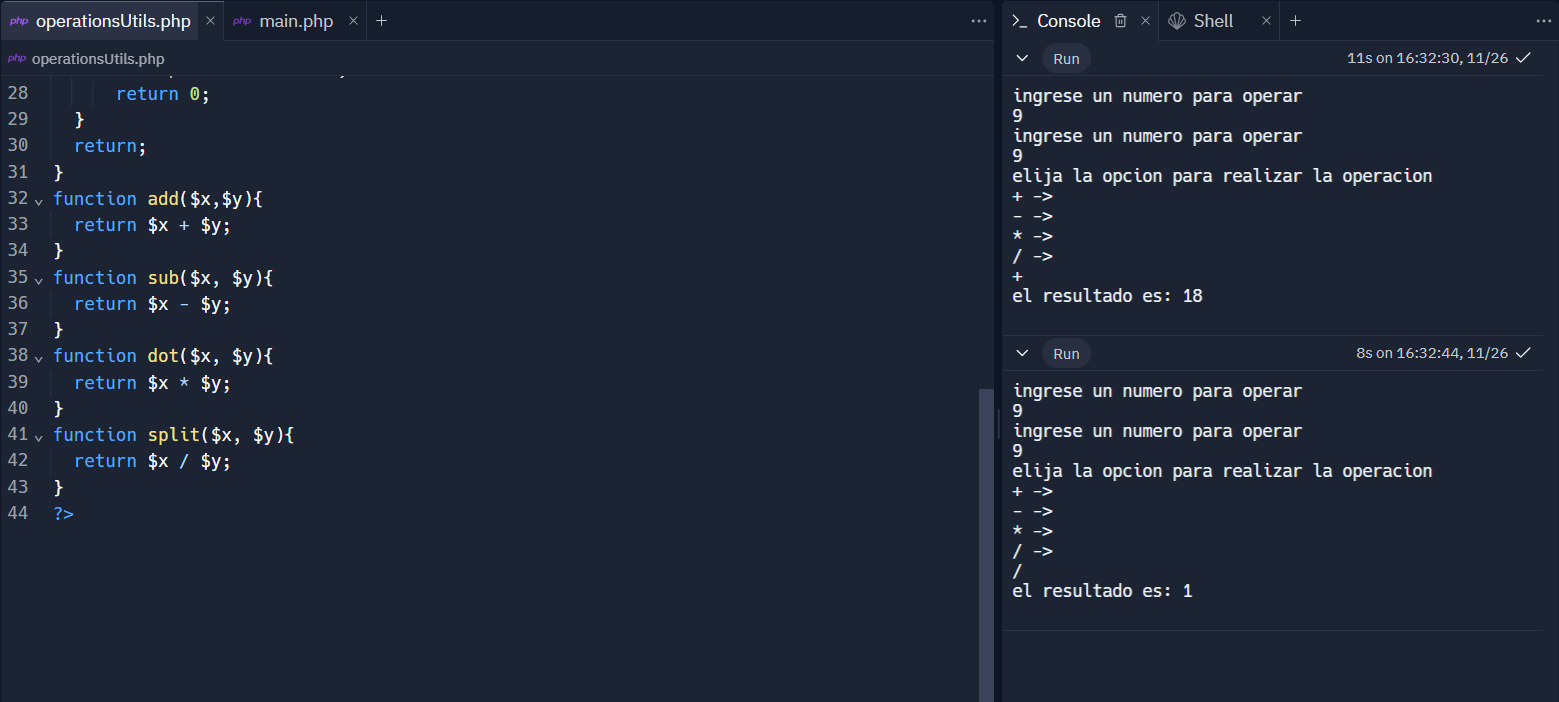 php operationsUtils.php × php main.php × +
php operationsUtils.php
28 return 0;
29 }
30 return;
31 }
32 function add($x,$y){
33 return $x + $y;
34 }
35 function sub($x, $y){
36 return $x - $y;
37 }
38 function dot($x, $y){
39 return $x * $y;
40 }
41 function split($x, $y){
42 return $x / $y;
43 }
44 ?>
>_ Console × Shell × +
Run 11s on 16:32:30, 11/26
ingrese un numero para operar
9
ingrese un numero para operar
9
elija la opcion para realizar la operacion
+ ->
- ->
* ->
/ ->
+
el resultado es: 18
Run 8s on 16:32:44, 11/26
ingrese un numero para operar
9
ingrese un numero para operar
9
elija la opcion para realizar la operacion
+ ->
- ->
* ->
/ ->
/
el resultado es: 1